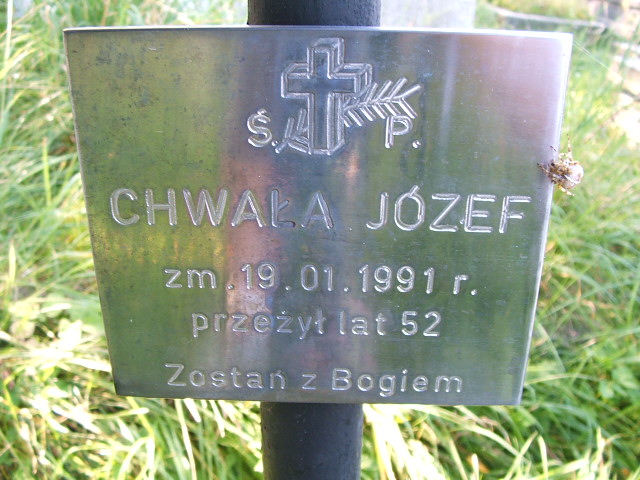 Ś. P.
CHWAŁA JÓZEF
zm. 19. 01. 1991 r.
przeżył lat 52
Zostań z Bogiem